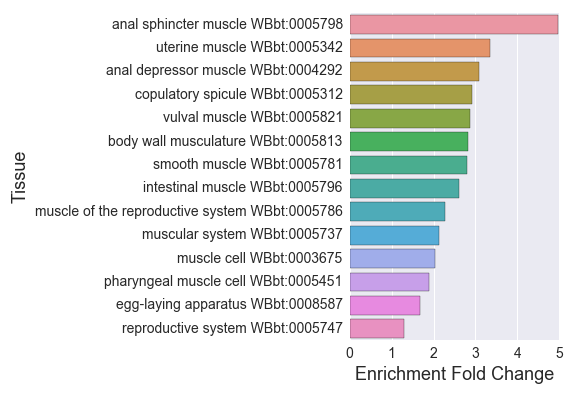 anal sphincter muscle WBbt:0005798
uterine muscle WBbt:0005342
anal depressor muscle WBbt:0004292
copulatory spicule WBbt:0005312
vulval muscle WBbt:0005821
body wall musculature WBbt:0005813
smooth muscle WBbt:0005781
intestinal muscle WBbt:0005796
muscle of the reproductive system WBbt:0005786
muscular system WBbt:0005737
muscle cell WBbt:0003675
pharyngeal muscle cell WBbt:0005451
egg-laying apparatus WBbt:0008587
reproductive system WBbt:0005747
Tissue
0 1 2 3 4 5
Enrichment Fold Change